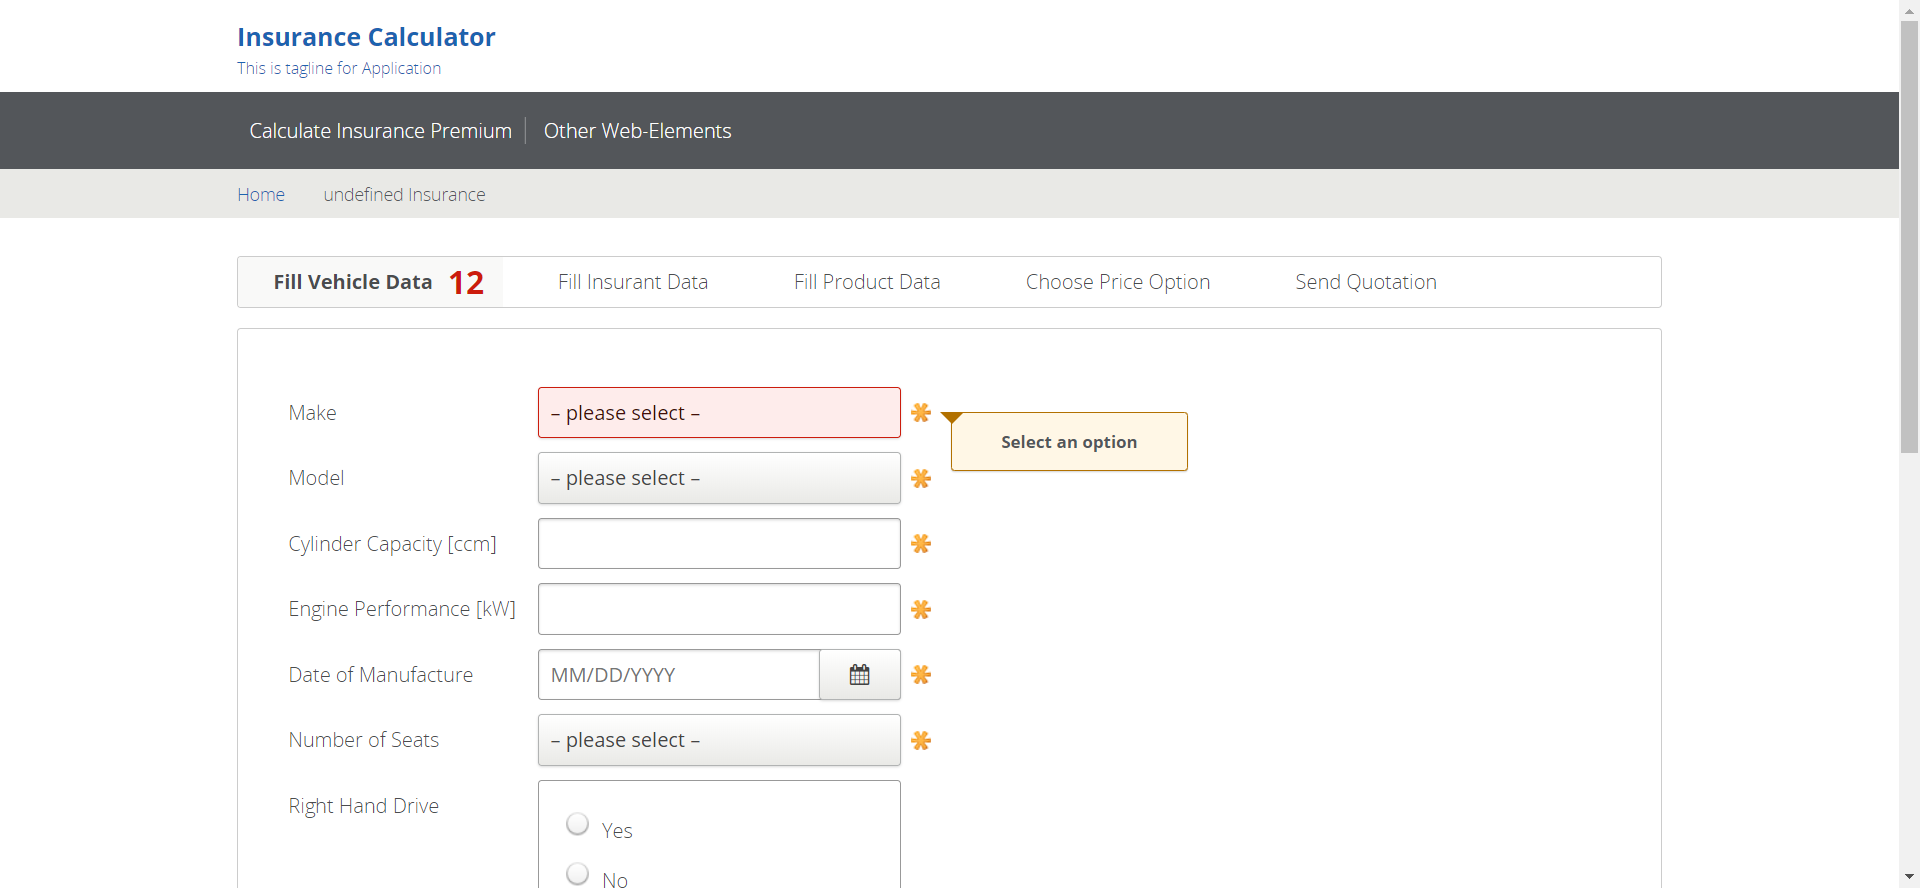 Insurance Calculator
This is tagline for Application
Calculate Insurance Premium
Other Web-Elements
Home
undefined Insurance
Fill Vehicle Data 12
Fill Insurant Data
Fill Product Data
Choose Price Option
Send Quotation
Make
– please select –
Select an option
Model
– please select –
Cylinder Capacity [ccm]
Engine Performance [kW]
Date of Manufacture
MM/DD/YYYY
Number of Seats
– please select –
Right Hand Drive
Yes
No